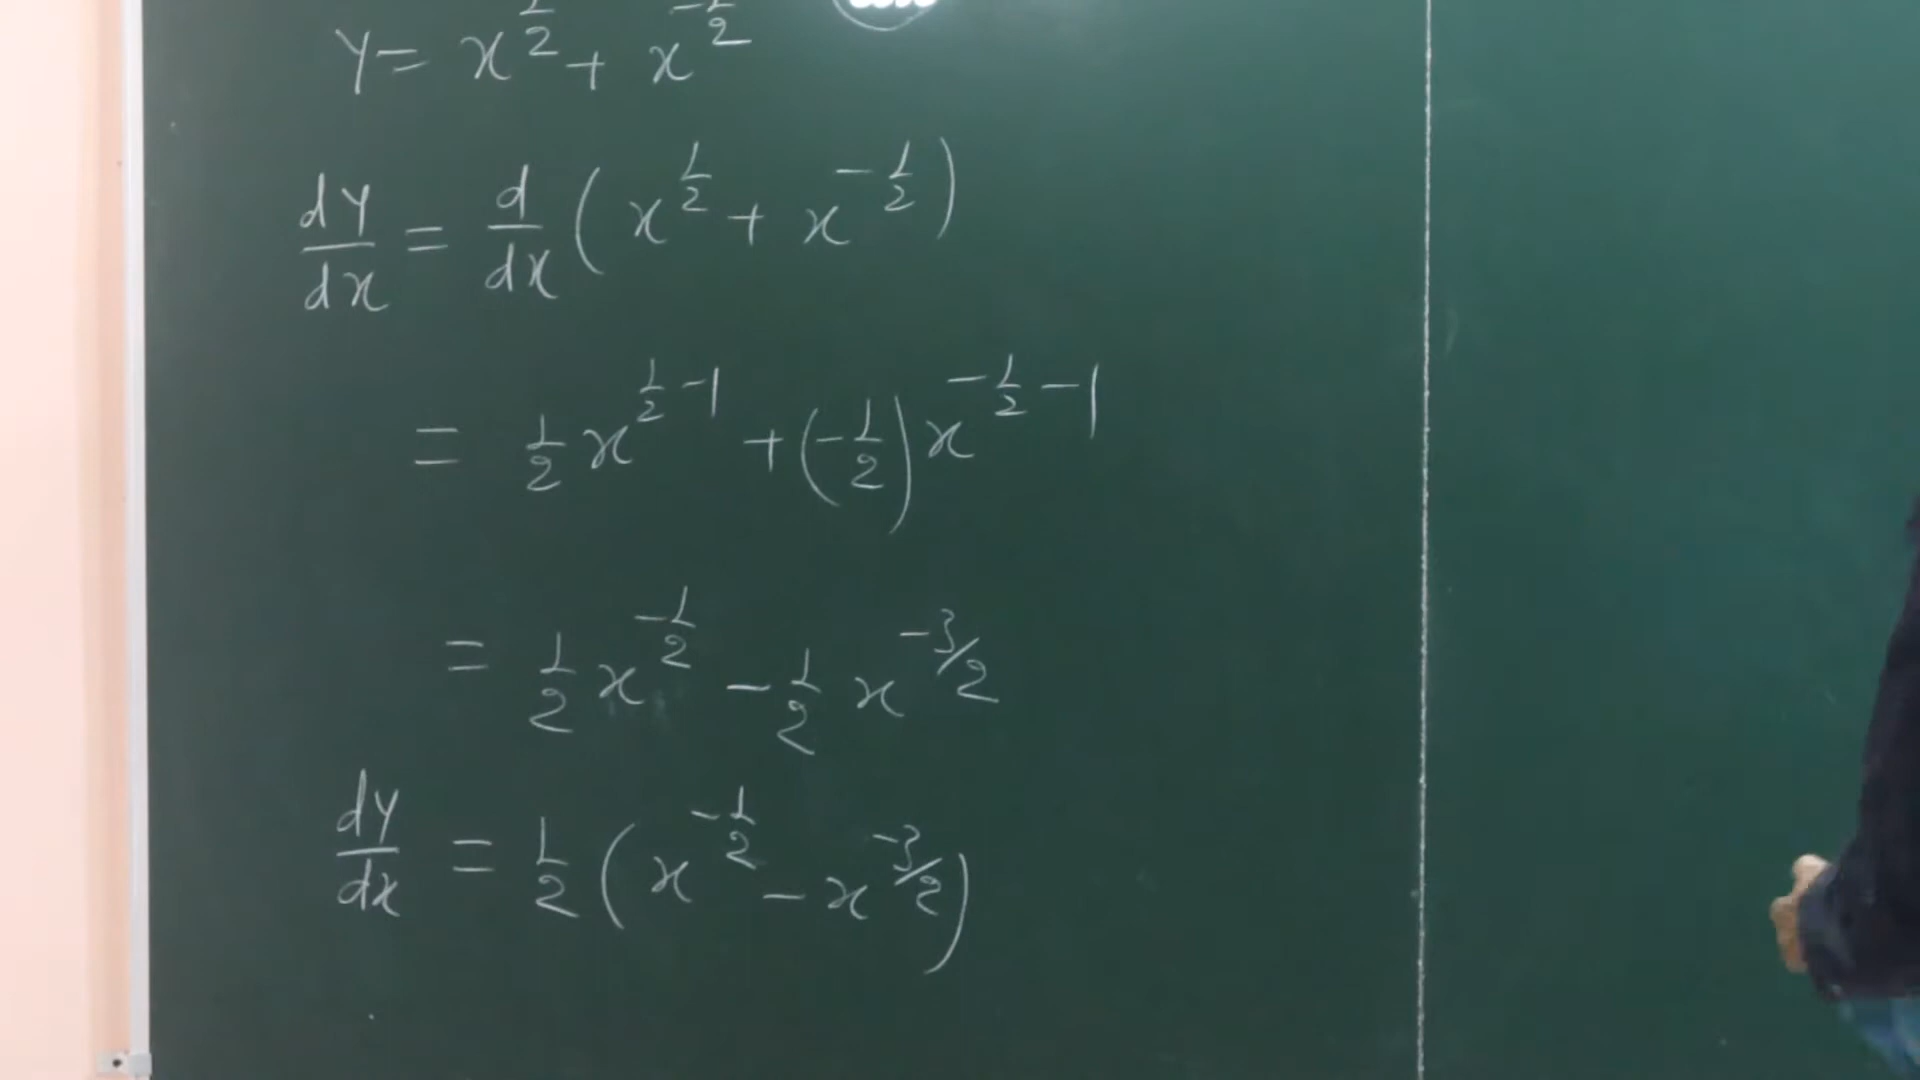 y = x^{1/2} + x^{-1/2}
dy/dx = d/dx ( x^{1/2} + x^{-1/2} )
= 1/2 x^{1/2 - 1} + (-1/2) x^{-1/2 - 1}
= 1/2 x^{-1/2} - 1/2 x^{-3/2}
dy/dx = 1/2 ( x^{-1/2} - x^{-3/2} )